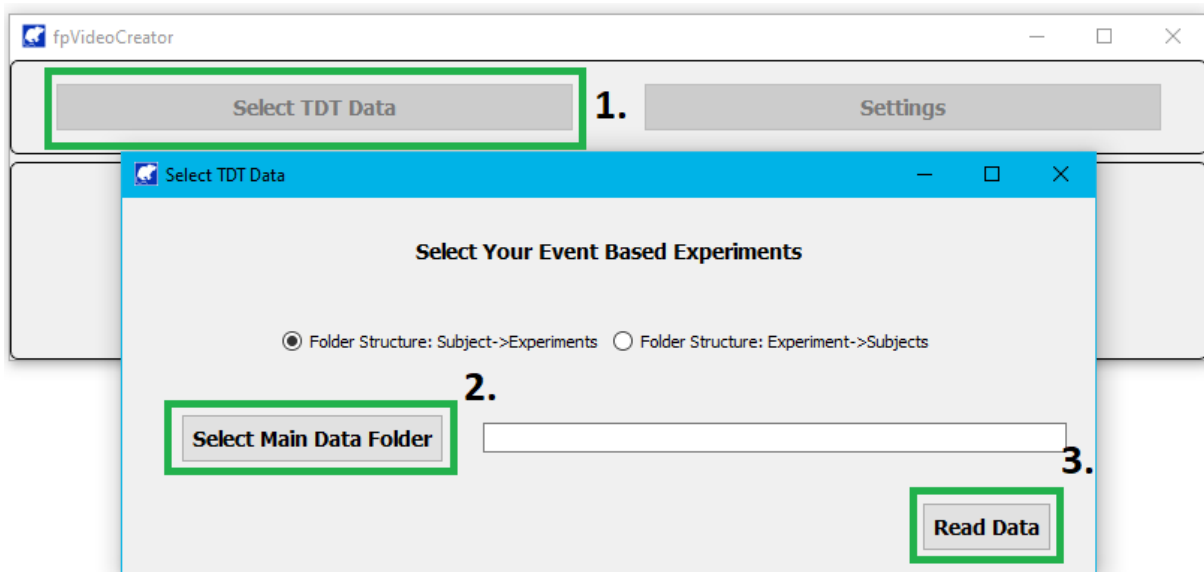 fpVideoCreator
Select TDT Data
1.
Settings
Select TDT Data
Select Your Event Based Experiments
Folder Structure: Subject->Experiments
Folder Structure: Experiment->Subjects
2.
Select Main Data Folder
3.
Read Data